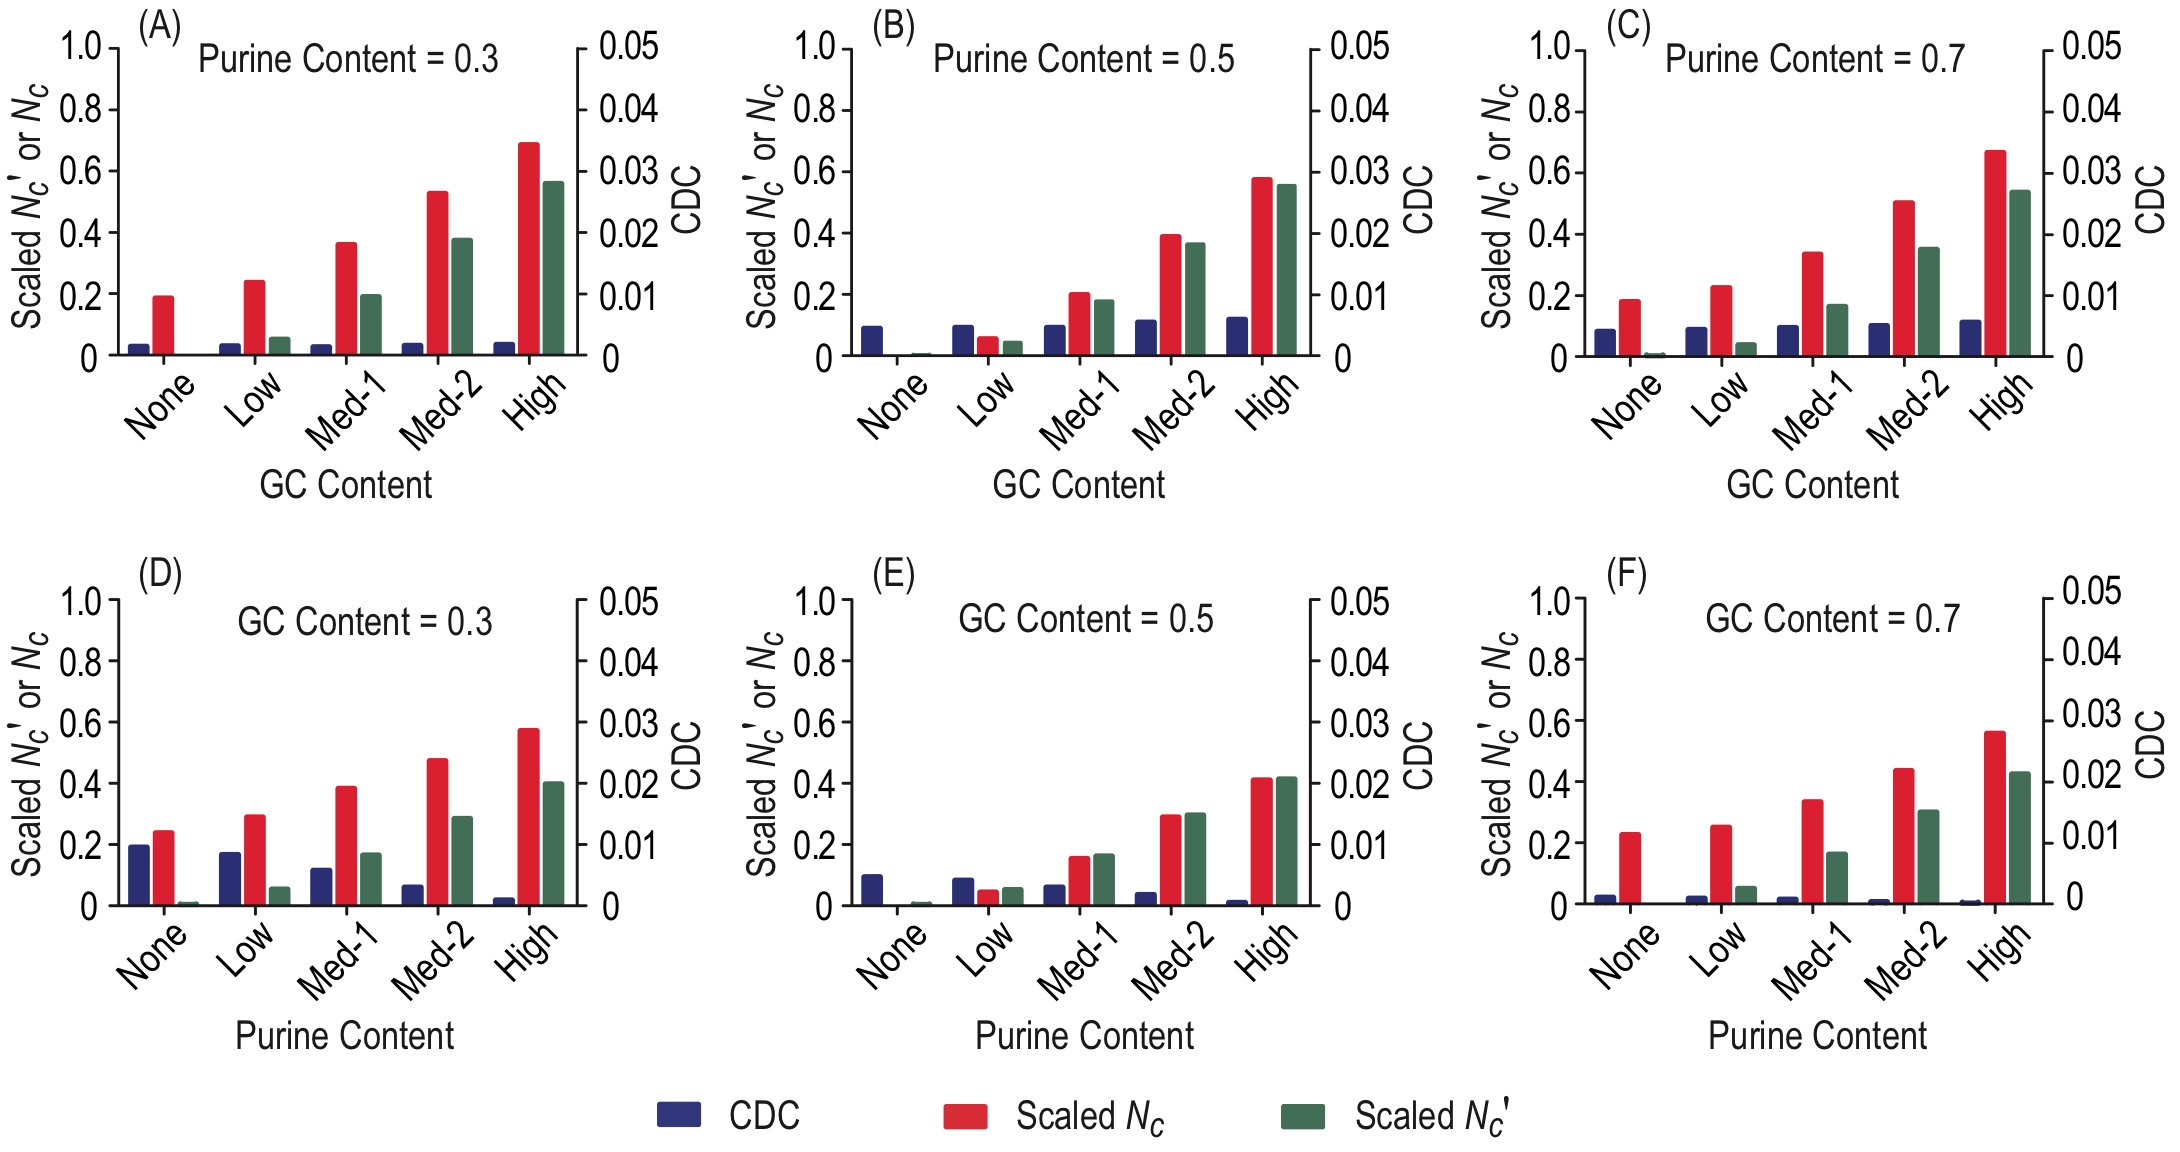 (A)
Purine Content = 0.3
Scaled Nc' or Nc
1.0
0.8
0.6
0.4
0.2
0
0.05
0.04
0.03
0.02
0.01
0
CDC
None
Low
Med-1
Med-2
High
GC Content
(B)
Purine Content = 0.5
Scaled Nc' or Nc
1.0
0.8
0.6
0.4
0.2
0
0.05
0.04
0.03
0.02
0.01
0
CDC
None
Low
Med-1
Med-2
High
GC Content
(C)
Purine Content = 0.7
Scaled Nc' or Nc
1.0
0.8
0.6
0.4
0.2
0
0.05
0.04
0.03
0.02
0.01
0
CDC
None
Low
Med-1
Med-2
High
GC Content
(D)
GC Content = 0.3
Scaled Nc' or Nc
1.0
0.8
0.6
0.4
0.2
0
0.05
0.04
0.03
0.02
0.01
0
CDC
None
Low
Med-1
Med-2
High
Purine Content
(E)
GC Content = 0.5
Scaled Nc' or Nc
1.0
0.8
0.6
0.4
0.2
0
0.05
0.04
0.03
0.02
0.01
0
CDC
None
Low
Med-1
Med-2
High
Purine Content
(F)
GC Content = 0.7
Scaled Nc' or Nc
1.0
0.8
0.6
0.4
0.2
0
0.05
0.04
0.03
0.02
0.01
0
CDC
None
Low
Med-1
Med-2
High
Purine Content
CDC
Scaled Nc
Scaled Nc'